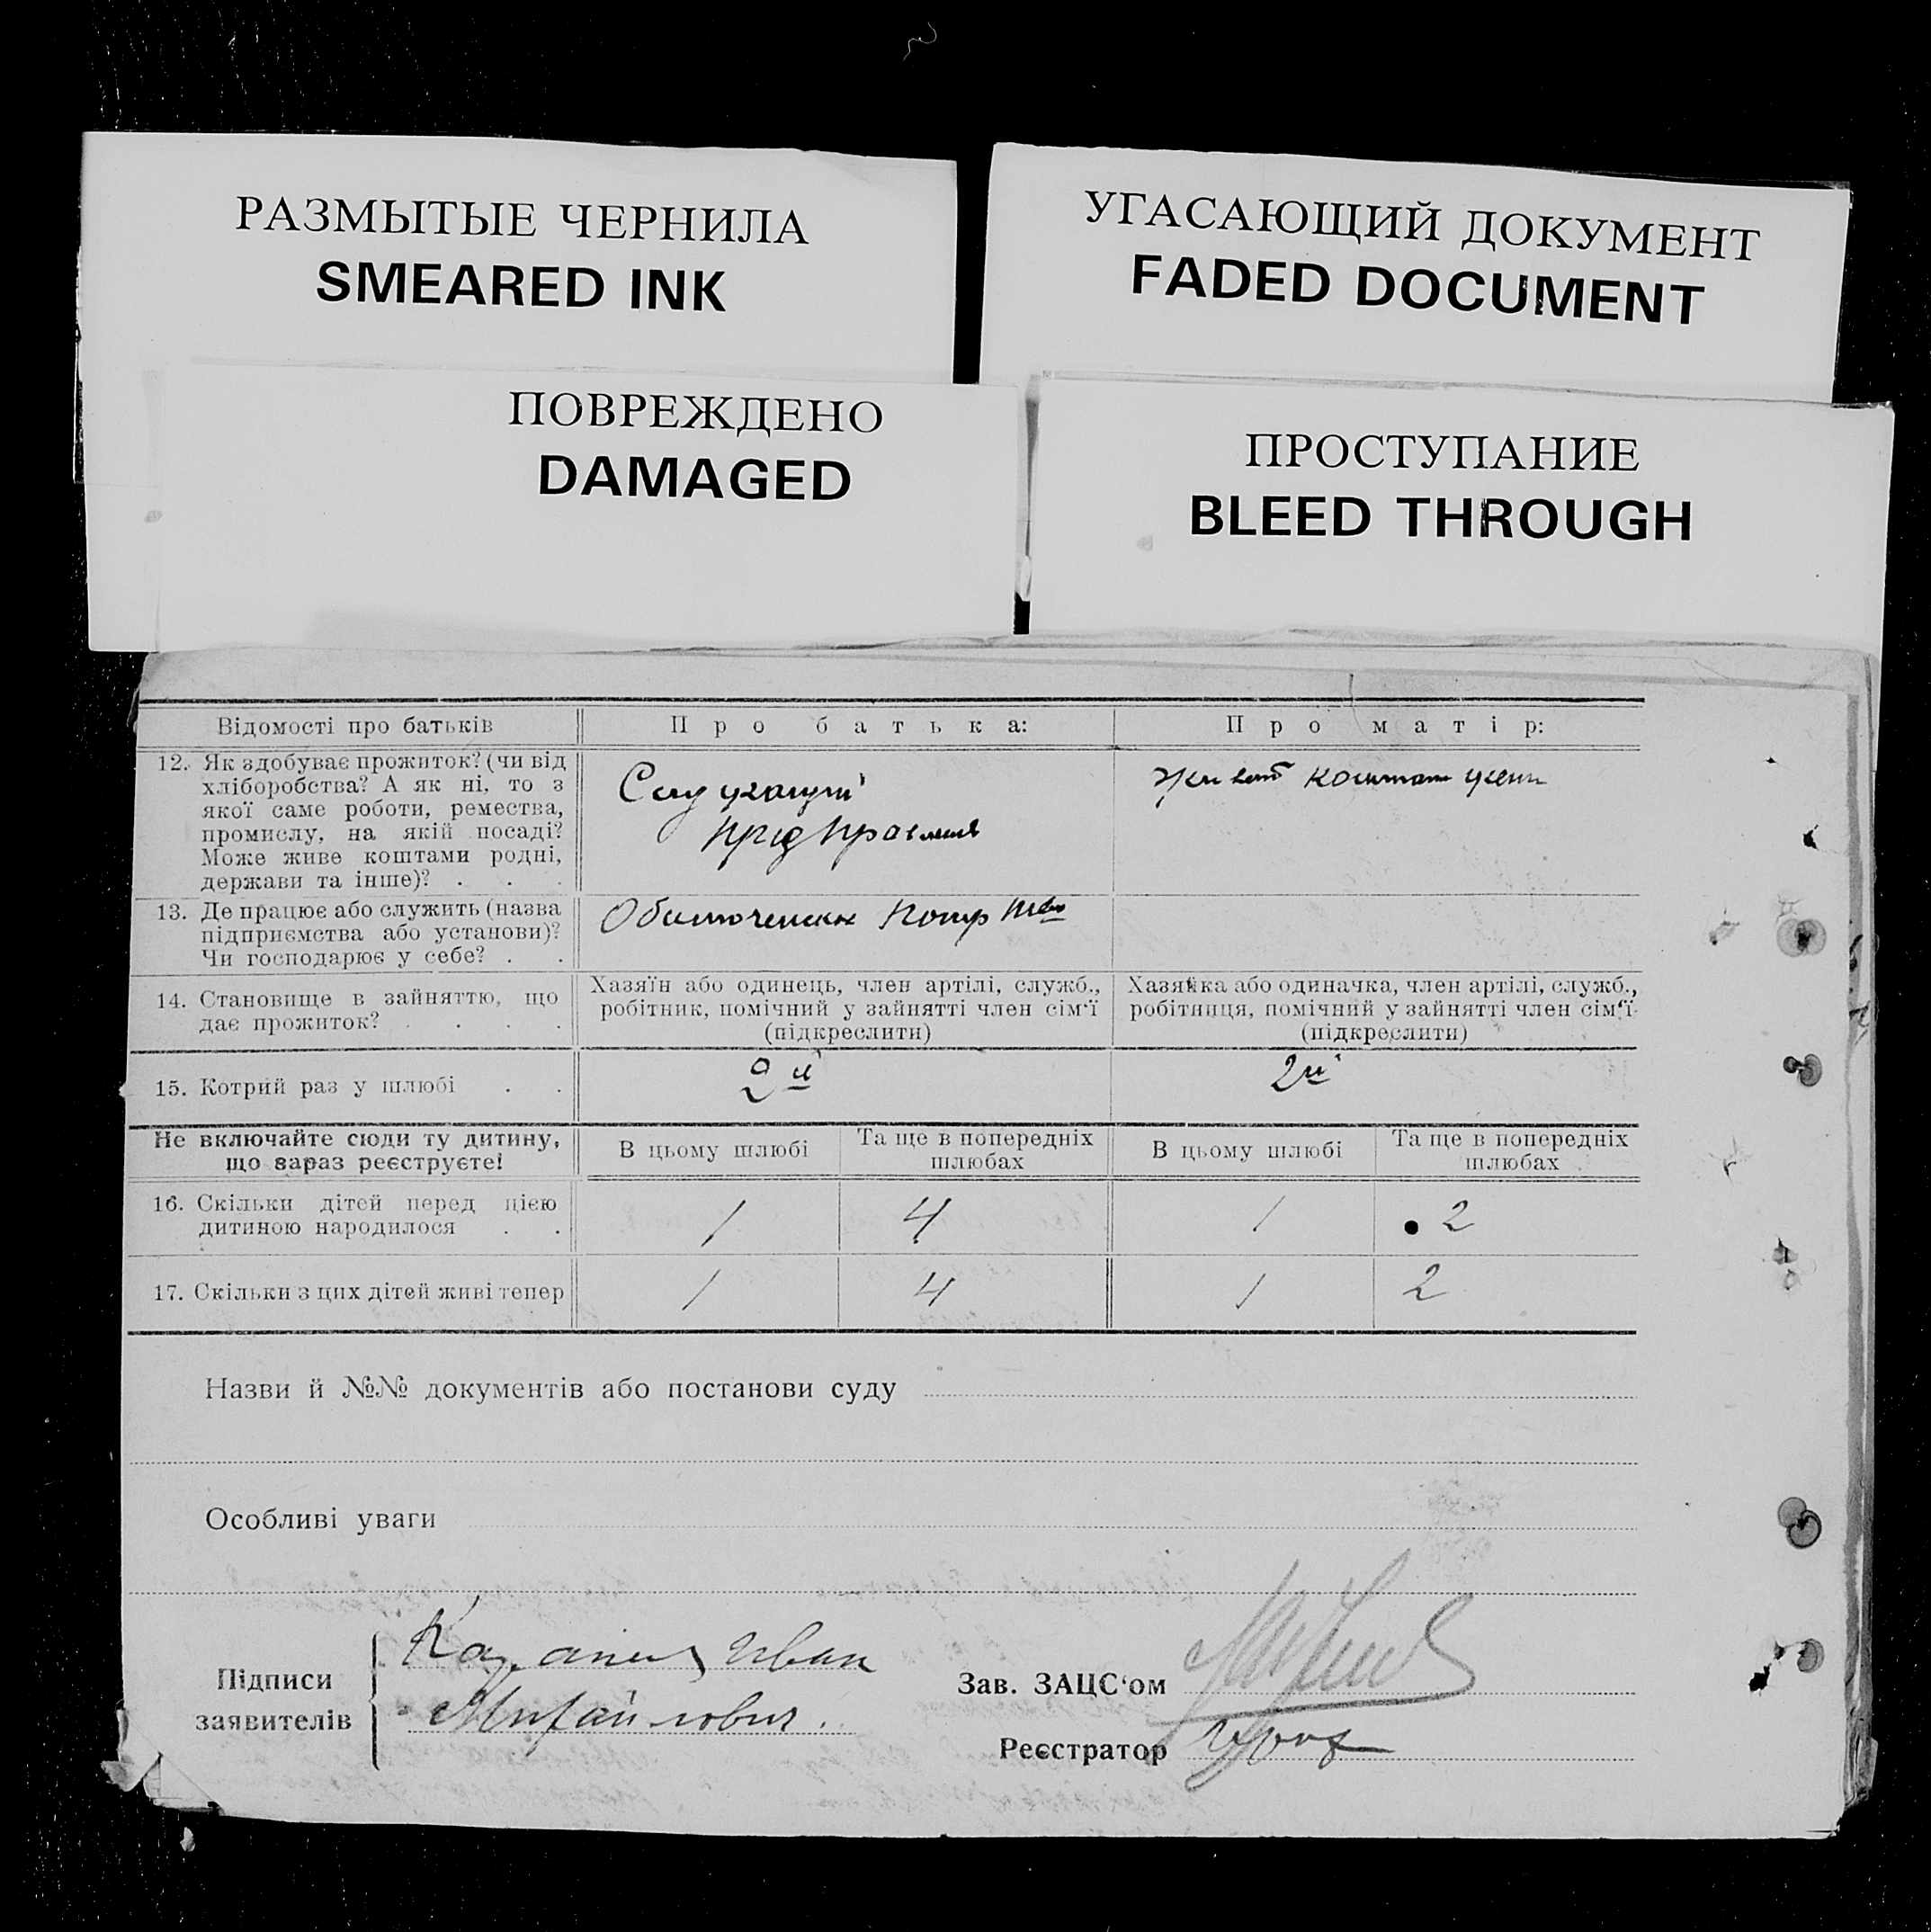 РАЗМЫТЫЕ ЧЕРНИЛА
SMEARED INK
УГАСАЮЩИЙ ДОКУМЕНТ
FADED DOCUMENT
ПОВРЕЖДЕНО
DAMAGED
ПРОСТУПАНИЕ
BLEED THROUGH
Відомості про батьків
Про батька:
Про матір:
12. Як здобуває прожиток? (чи від
хліборобства? А як ні, то з
якої саме роботи, ремества,
промислу, на якій посаді?
Може живе коштами родні,
держави та інше)? . . .
живет
13. Де працює або служить (назва
підприємства або установи)?
Чи господарює у себе? . .
14. Становище в зайняттю, що
дає прожиток? . . . .
Хазяїн або одинець, член артілі, служб.,
робітник, помічний у зайнятті член сім'ї
(підкреслити)
Хазяйка або одиначка, член артілі, служб.,
робітниця, помічний у зайнятті член сім'ї
(підкреслити)
15. Котрий раз у шлюбі . .
2й
2й
Не включайте сюди ту дитину,
що зараз реєструєте!
В цьому шлюбі
Та ще в попередніх
шлюбах
В цьому шлюбі
Та ще в попередніх
шлюбах
16. Скільки дітей перед цією
дитиною народилося . .
1
4
1
2
17. Скільки з цих дітей живі тепер
1
4
1
2
Назви й №№ документів або постанови суду
Особливі уваги
Підписи
заявителів
Иван
Михайлович.
Зав. ЗАЦС'ом
Реєстратор